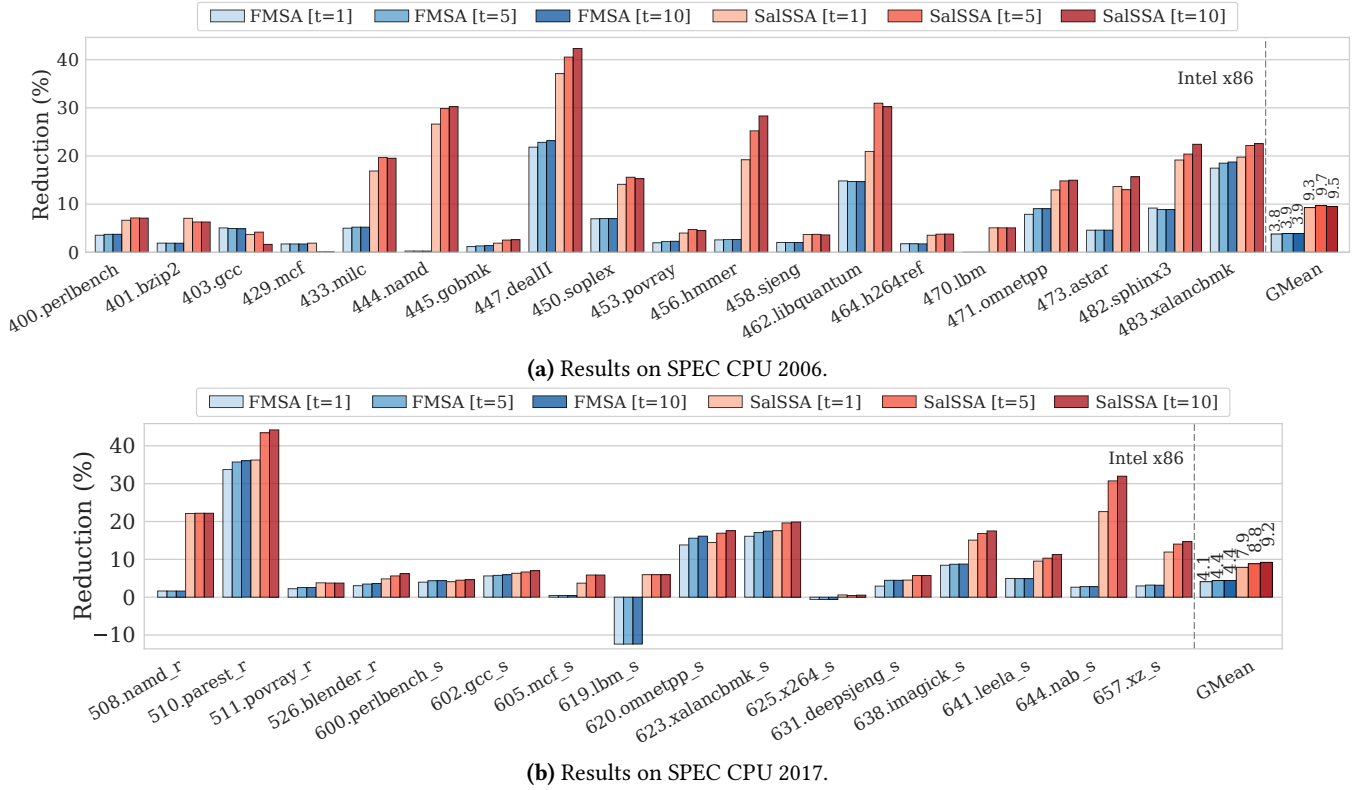 FMSA [t=1] FMSA [t=5] FMSA [t=10] SalSSA [t=1] SalSSA [t=5] SalSSA [t=10]
Reduction (%)
40
30
20
10
0
Intel x86
3.8
3.9
3.9
9.3
9.7
9.5
400.perlbench
401.bzip2
403.gcc
429.mcf
433.milc
444.namd
445.gobmk
447.dealII
450.soplex
453.povray
456.hmmer
458.sjeng
462.libquantum
464.h264ref
470.lbm
471.omnetpp
473.astar
482.sphinx3
483.xalancbmk
GMean
(a) Results on SPEC CPU 2006.
FMSA [t=1] FMSA [t=5] FMSA [t=10] SalSSA [t=1] SalSSA [t=5] SalSSA [t=10]
Reduction (%)
40
30
20
10
0
−10
Intel x86
4.1
4.4
4.4
7.9
8.8
9.2
508.namd_r
510.parest_r
511.povray_r
526.blender_r
600.perlbench_s
602.gcc_s
605.mcf_s
619.lbm_s
620.omnetpp_s
623.xalancbmk_s
625.x264_s
631.deepsjeng_s
638.imagick_s
641.leela_s
644.nab_s
657.xz_s
GMean
(b) Results on SPEC CPU 2017.